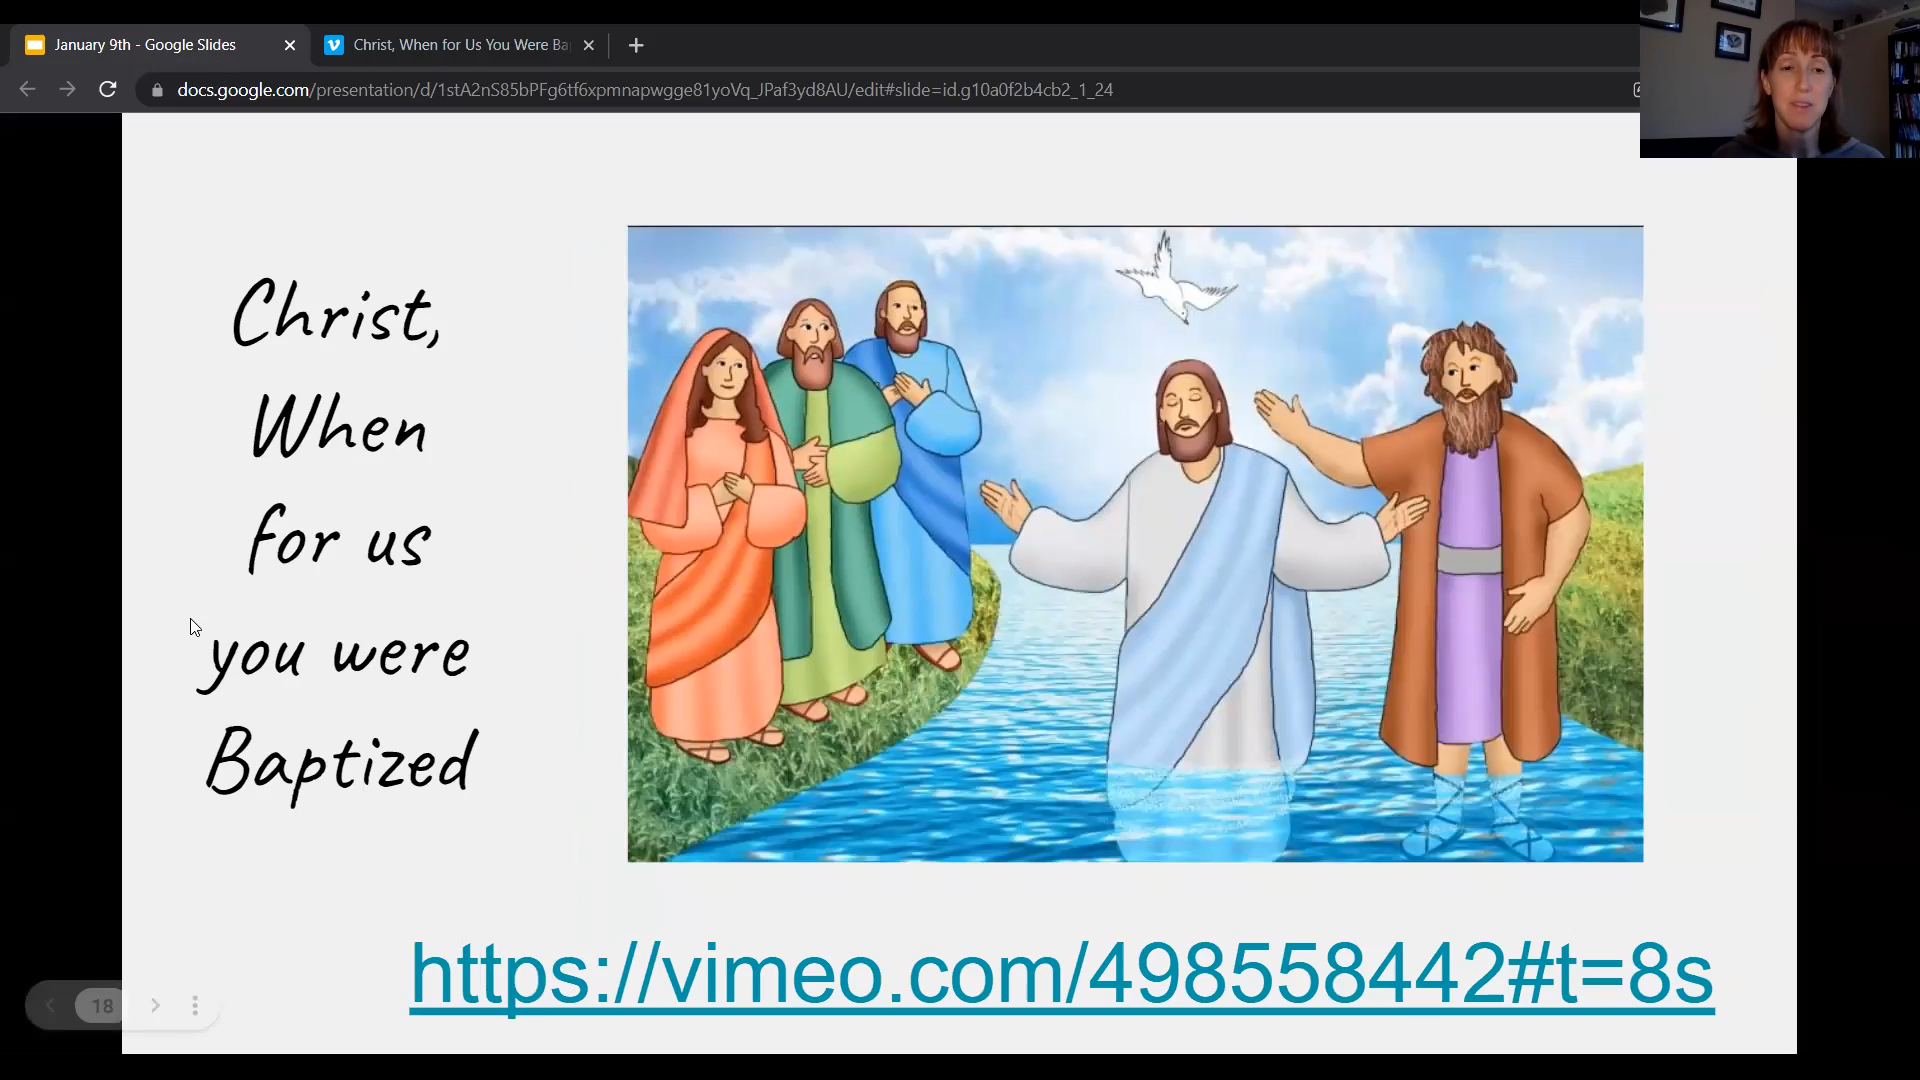 January 9th - Google Slides
Christ, When for Us You Were Ba
docs.google.com/presentation/d/1stA2nS85bPFg6tf6xpmnapwgge81yoVq_JPaf3yd8AU/edit#slide=id.g10a0f2b4cb2_1_24
Christ,
When
for us
you were
Baptized
https://vimeo.com/498558442#t=8s
18